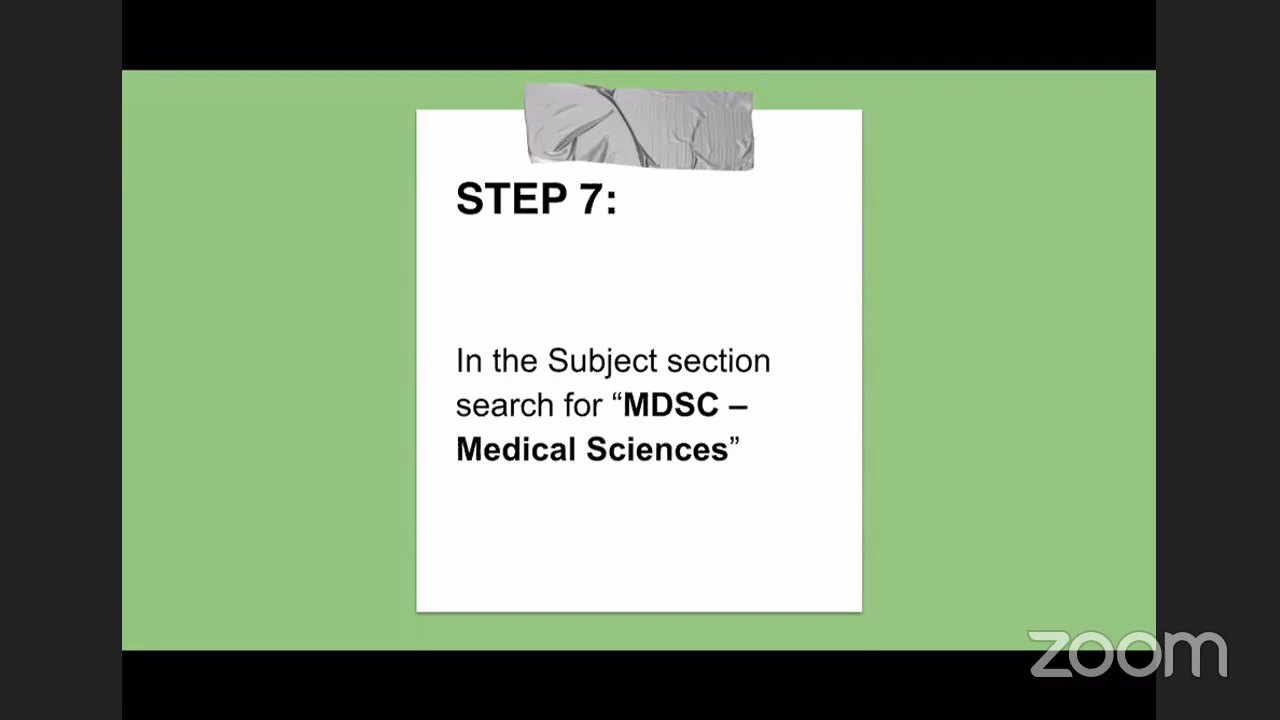 STEP 7:
In the Subject section
search for “MDSC –
Medical Sciences”
zoom